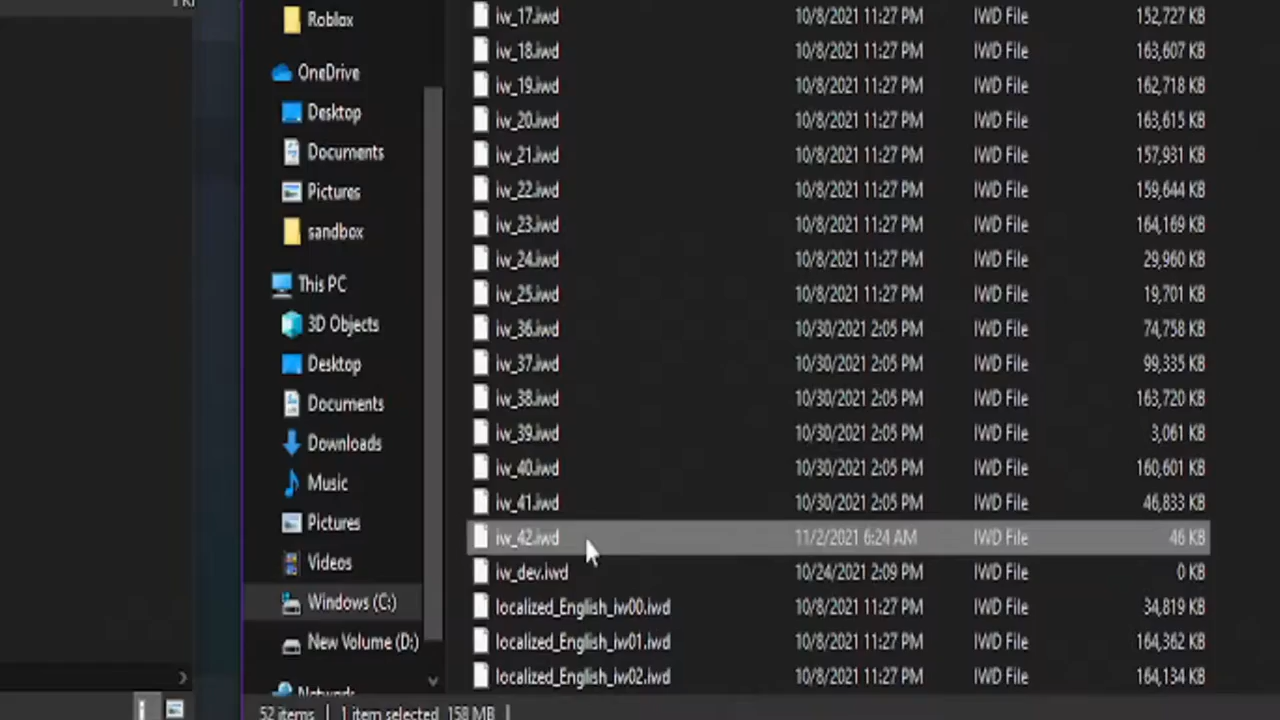 Roblox
OneDrive
Desktop
Documents
Pictures
sandbox
This PC
3D Objects
Desktop
Documents
Downloads
Music
Pictures
Videos
Windows (C:)
New Volume (D:)
Network
iw_17.iwd 10/8/2021 11:27 PM IWD File 152,727 KB
iw_18.iwd 10/8/2021 11:27 PM IWD File 163,607 KB
iw_19.iwd 10/8/2021 11:27 PM IWD File 162,718 KB
iw_20.iwd 10/8/2021 11:27 PM IWD File 163,615 KB
iw_21.iwd 10/8/2021 11:27 PM IWD File 157,931 KB
iw_22.iwd 10/8/2021 11:27 PM IWD File 159,644 KB
iw_23.iwd 10/8/2021 11:27 PM IWD File 164,169 KB
iw_24.iwd 10/8/2021 11:27 PM IWD File 29,960 KB
iw_25.iwd 10/8/2021 11:27 PM IWD File 19,701 KB
iw_36.iwd 10/30/2021 2:05 PM IWD File 74,758 KB
iw_37.iwd 10/30/2021 2:05 PM IWD File 99,335 KB
iw_38.iwd 10/30/2021 2:05 PM IWD File 163,720 KB
iw_39.iwd 10/30/2021 2:05 PM IWD File 3,061 KB
iw_40.iwd 10/30/2021 2:05 PM IWD File 160,601 KB
iw_41.iwd 10/30/2021 2:05 PM IWD File 46,833 KB
iw_42.iwd 11/2/2021 6:24 AM IWD File 46 KB
iw_dev.iwd 10/24/2021 2:09 PM IWD File 0 KB
localized_English_iw00.iwd 10/8/2021 11:27 PM IWD File 34,819 KB
localized_English_iw01.iwd 10/8/2021 11:27 PM IWD File 164,362 KB
localized_English_iw02.iwd 10/8/2021 11:27 PM IWD File 164,134 KB
52 items 1 item selected 158 MB